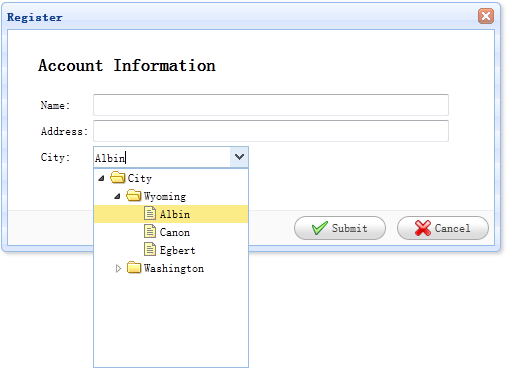 Register
Account Information
Name:
Address:
City: Albin
City
Wyoming
Albin
Canon
Egbert
Washington
Submit Cancel